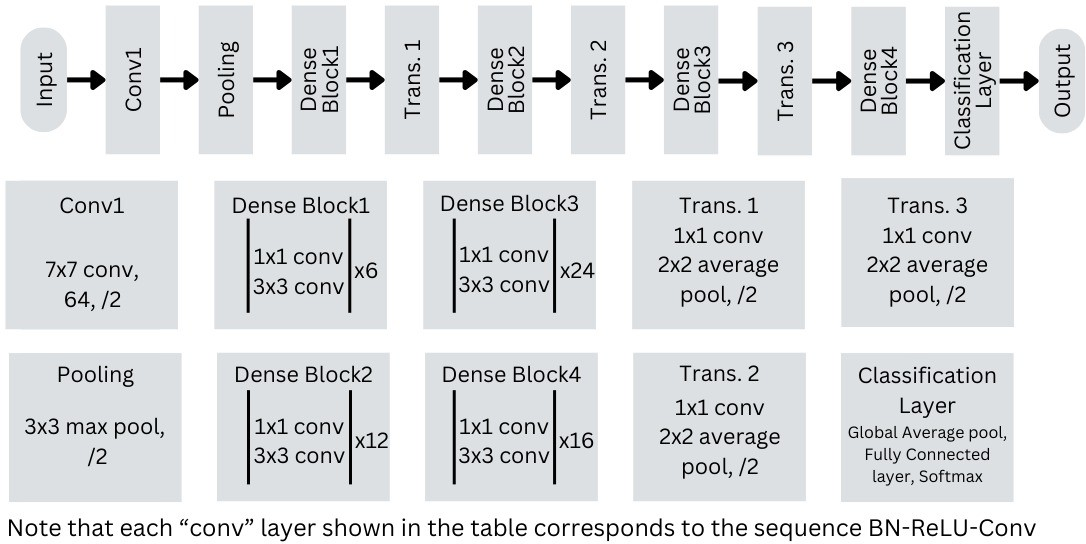 Input
Conv1
Pooling
Dense
Block1
Trans. 1
Dense
Block2
Trans. 2
Dense
Block3
Trans. 3
Dense
Block4
Classification
Layer
Output
Conv1
7x7 conv,
64, /2
Dense Block1
1x1 conv
3x3 conv
x6
Dense Block3
1x1 conv
3x3 conv
x24
Trans. 1
1x1 conv
2x2 average
pool, /2
Trans. 3
1x1 conv
2x2 average
pool, /2
Pooling
3x3 max pool,
/2
Dense Block2
1x1 conv
3x3 conv
x12
Dense Block4
1x1 conv
3x3 conv
x16
Trans. 2
1x1 conv
2x2 average
pool, /2
Classification
Layer
Global Average pool,
Fully Connected
layer, Softmax
Note that each “conv” layer shown in the table corresponds to the sequence BN-ReLU-Conv